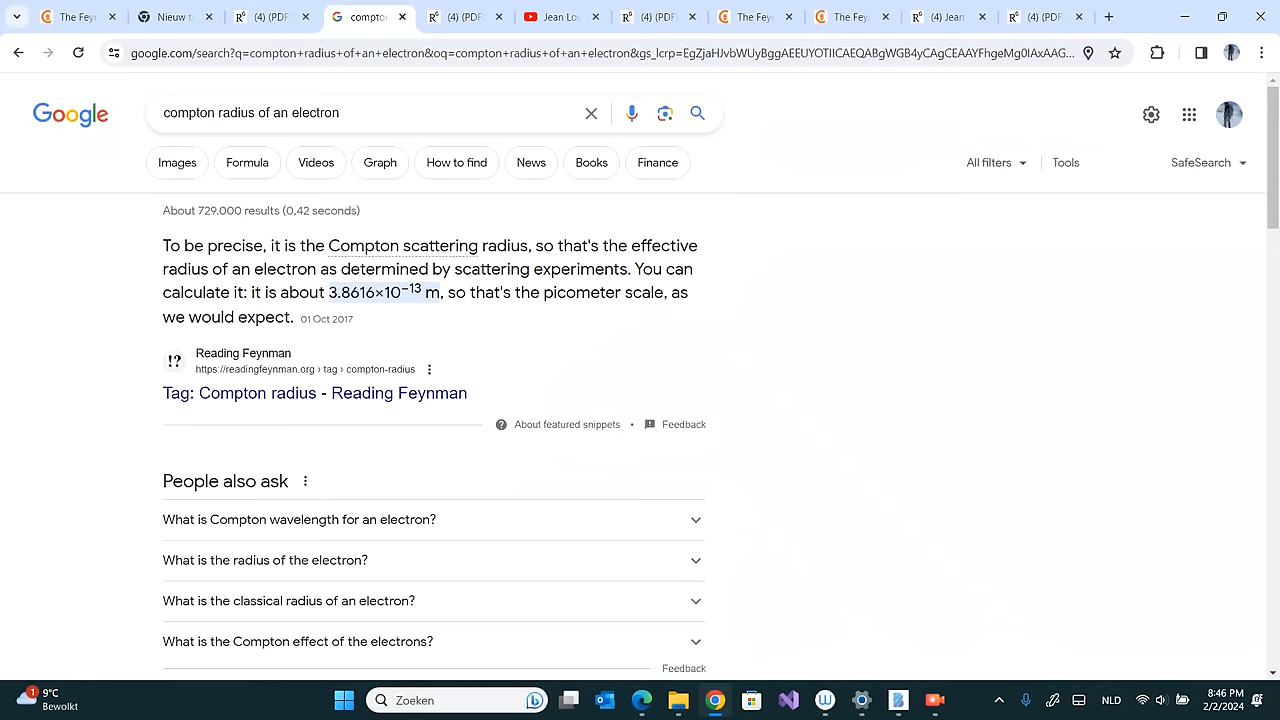 The Fey
Nieuw ta
(4) (PDF)
compton
(4) (PDF
Jean Lou
(4) (PDF
The Fey
The Fey
(4) Jean
(4) (PDF
google.com/search?q=compton+radius+of+an+electron&oq=compton+radius+of+an+electron&gs_lcrp=EgZjaHJvbWUyBggAEEUYOTIICAEQABgWGB4yCAgCEAAYFhgeMg0IAxAAG...
Google
compton radius of an electron
Images
Formula
Videos
Graph
How to find
News
Books
Finance
All filters
Tools
SafeSearch
About 729.000 results (0,42 seconds)
To be precise, it is the Compton scattering radius, so that's the effective
radius of an electron as determined by scattering experiments. You can
calculate it: it is about 3.8616×10⁻¹³ m, so that's the picometer scale, as
we would expect. 01 Oct 2017
!?
Reading Feynman
https://readingfeynman.org › tag › compton-radius
Tag: Compton radius - Reading Feynman
About featured snippets • Feedback
People also ask
What is Compton wavelength for an electron?
What is the radius of the electron?
What is the classical radius of an electron?
What is the Compton effect of the electrons?
Feedback
1
9°C
Bewolkt
Zoeken
NLD
8:46 PM
2/2/2024